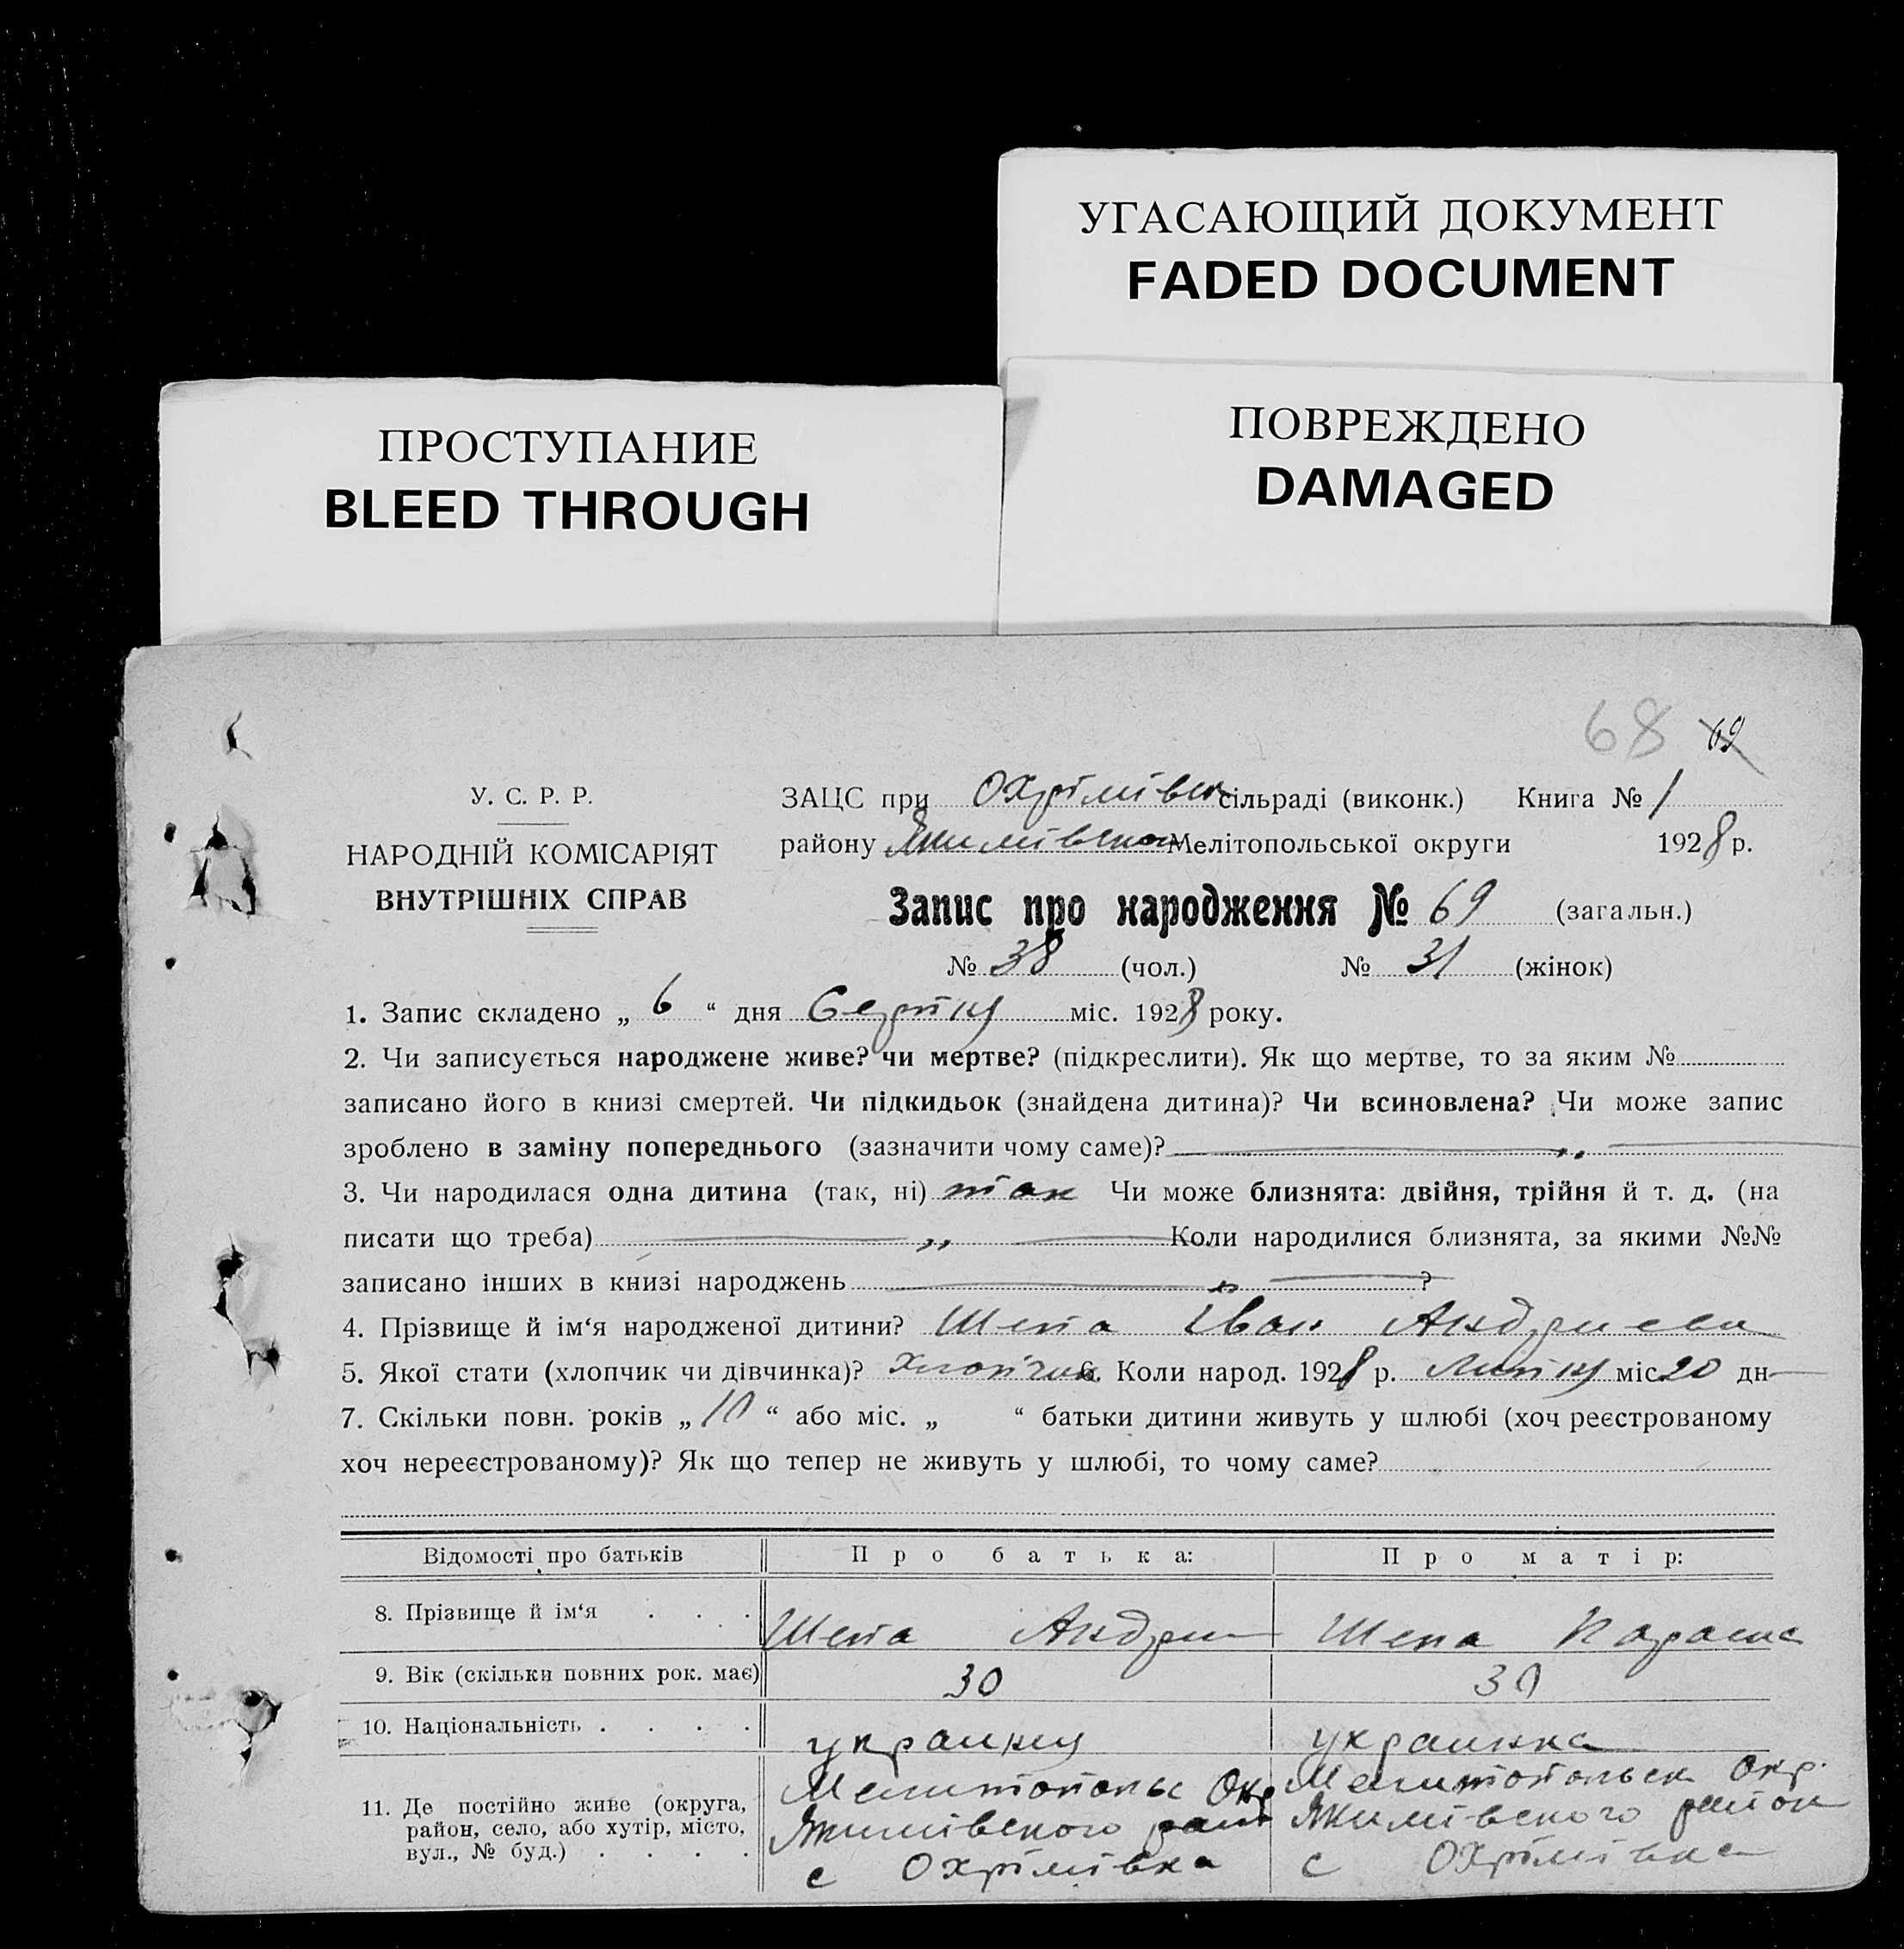 УГАСАЮЩИЙ ДОКУМЕНТ
FADED DOCUMENT
ПРОСТУПАНИЕ
BLEED THROUGH
ПОВРЕЖДЕНО
DAMAGED
68 69
У. С. Р. Р.
НАРОДНІЙ КОМІСАРІЯТ
ВНУТРІШНІХ СПРАВ
ЗАЦС при Охрімівск сільраді (виконк.) Книга № 1
району Якимівского Мелітопольської округи 1928 р.
Запис про народження № 69 (загальн.)
№ 38 (чол.) № 31 (жінок)
1. Запис складено „ 6 “ дня Серпня міс. 1928 року.
2. Чи записується народжене живе? чи мертве? (підкреслити). Як що мертве, то за яким №
записано його в книзі смертей. Чи підкидьок (знайдена дитина)? Чи всиновлена? Чи може запис
зроблено в заміну попереднього (зазначити чому саме)? „
3. Чи народилася одна дитина (так, ні) так Чи може близнята: двійня, трійня й т. д. (на
писати що треба) „ Коли народилися близнята, за якими №№
записано інших в книзі народжень „ ?
4. Прізвище й ім‘я народженої дитини? Шепа Іван Андриеви
5. Якої стати (хлопчик чи дівчинка)? Хлопчик 6. Коли народ. 1928 р. Липня міс 20 дн
7. Скільки повн. років „ 10 “ або міс. „ “ батьки дитини живуть у шлюбі (хоч реєстрованому
хоч нереєстрованому)? Як що тепер не живуть у шлюбі, то чому саме?
Відомості про батьків Про батька: Про матір:
8. Прізвище й ім‘я . . . Шепа Андри Шепа Параска
9. Вік (скільки повних рок. має) 30 30
10. Національність . . . . украинец украинка
11. Де постійно живе (округа, Мелитопольс Окр Мелитопольск Окр.
район, село, або хутір, місто, Якимівского раион Якимівского раион
вул., № буд.) . . . . с Охрімівка с Охрімівка